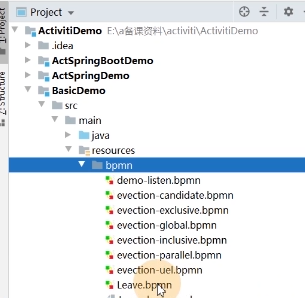 Project
ActivitiDemo E:\a备课资料\activiti\ActivitiDemo
.idea
ActSpringBootDemo
ActSpringDemo
BasicDemo
src
main
java
resources
bpmn
demo-listen.bpmn
evection-candidate.bpmn
evection-exclusive.bpmn
evection-global.bpmn
evection-inclusive.bpmn
evection-parallel.bpmn
evection-uel.bpmn
Leave.bpmn
1: Project
Z: Structure